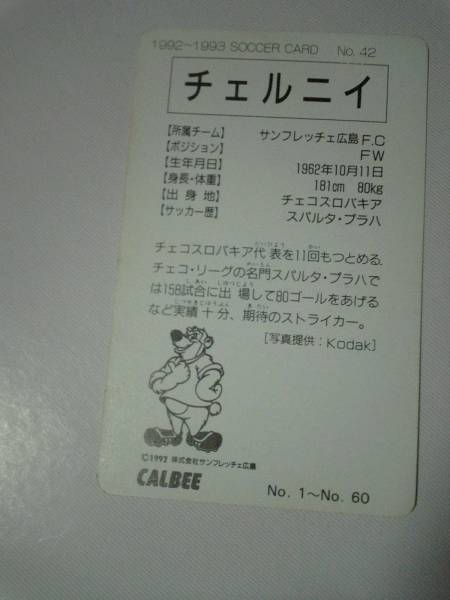 1992～1993 SOCCER CARD No. 42
チェルニイ
【所属チーム】 サンフレッチェ広島F.C
【ポジション】 FW
【生年月日】 1962年10月11日
【身長・体重】 181cm 80kg
【出身地】 チェコスロバキア
【サッカー歴】 スパルタ・プラハ
チェコスロバキア代表を11回もつとめる.
チェコ・リーグの名門スパルタ・プラハで
は158試合に出場して80ゴールをあげる
など実績十分、期待のストライカー。
[写真提供：Kodak]
©1992 株式会社サンフレッチェ広島
CALBEE
No. 1～No. 60